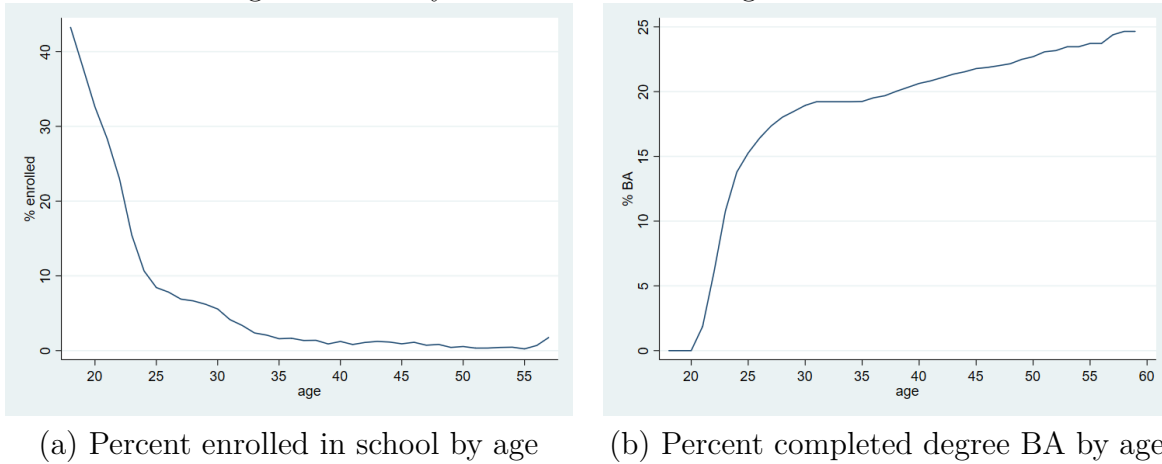 % enrolled
40
30
20
10
0
20 25 30 35 40 45 50 55
age
(a) Percent enrolled in school by age
% BA
25
20
15
10
5
0
20 25 30 35 40 45 50 55 60
age
(b) Percent completed degree BA by age